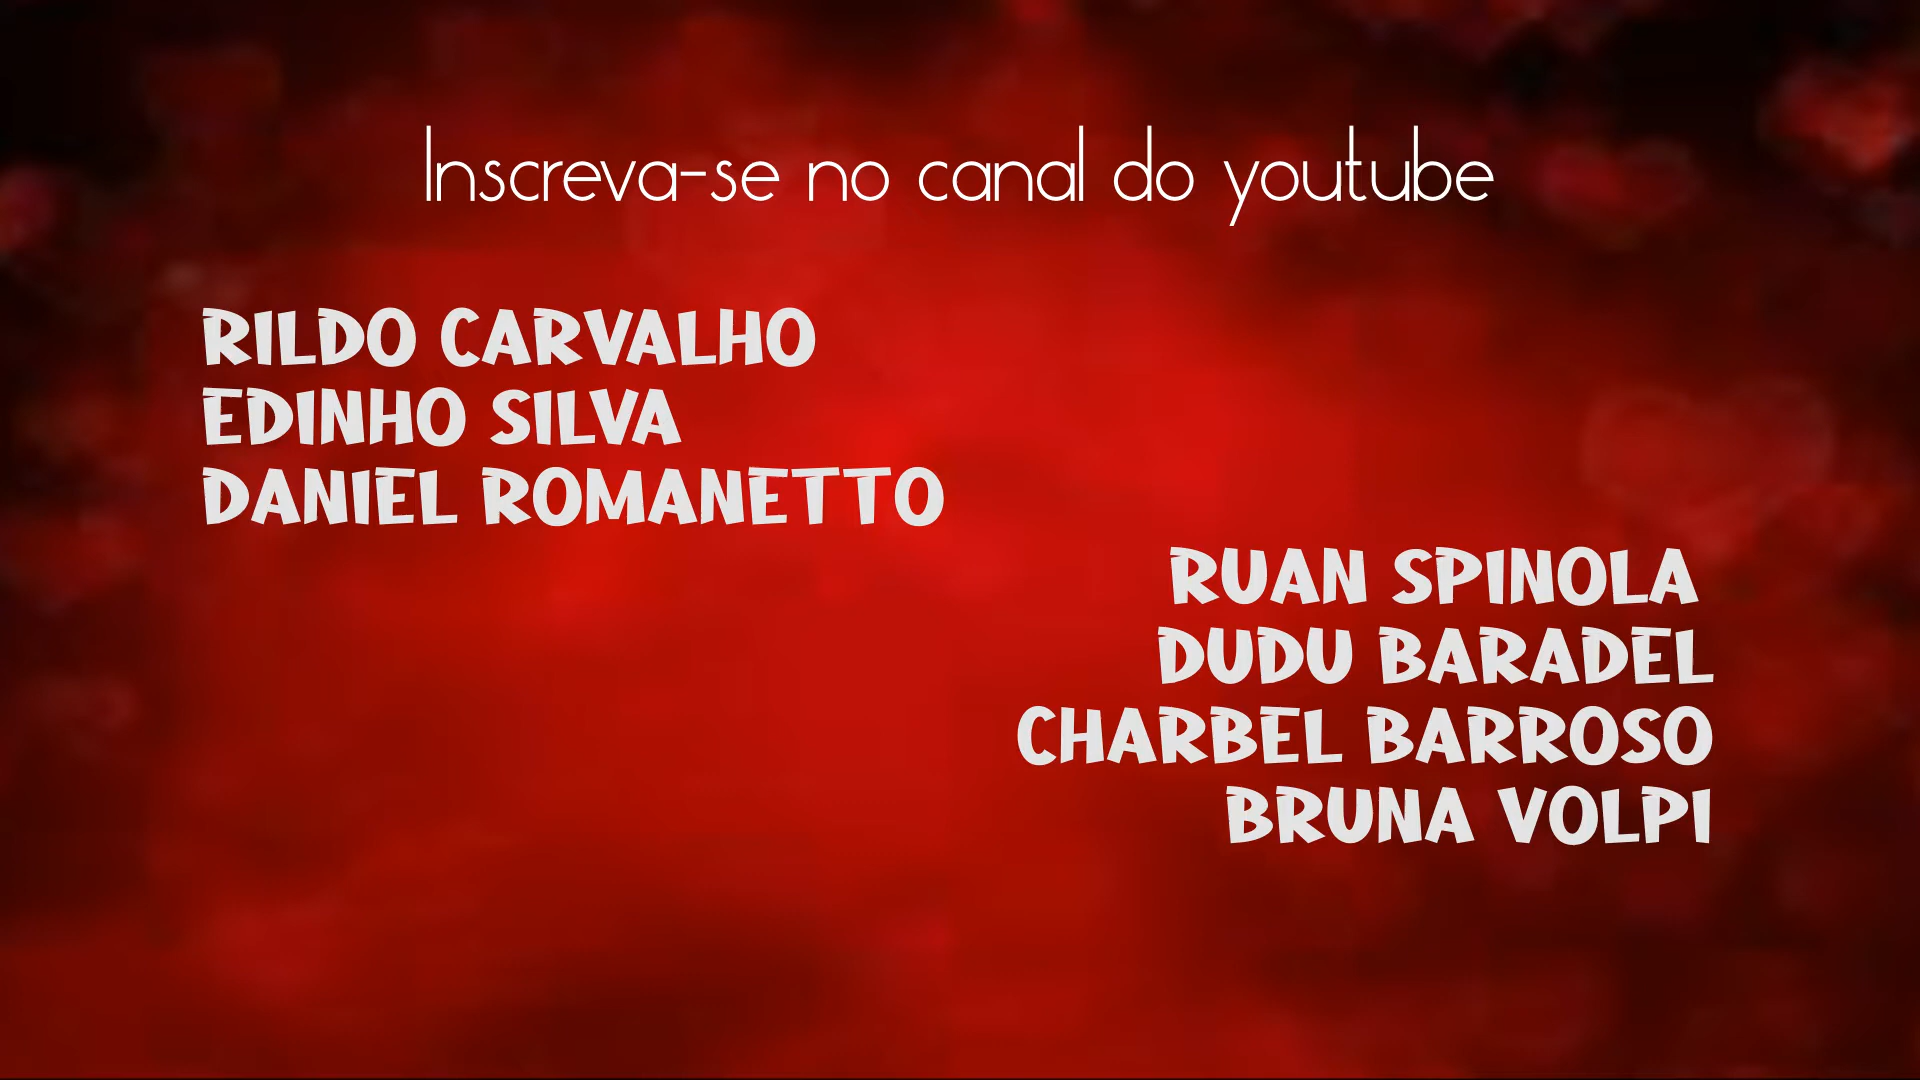 Inscreva-se no canal do youtube
RILDO CARVALHO
EDINHO SILVA
DANIEL ROMANETTO
RUAN SPINOLA
DUDU BARADEL
CHARBEL BARROSO
BRUNA VOLPI